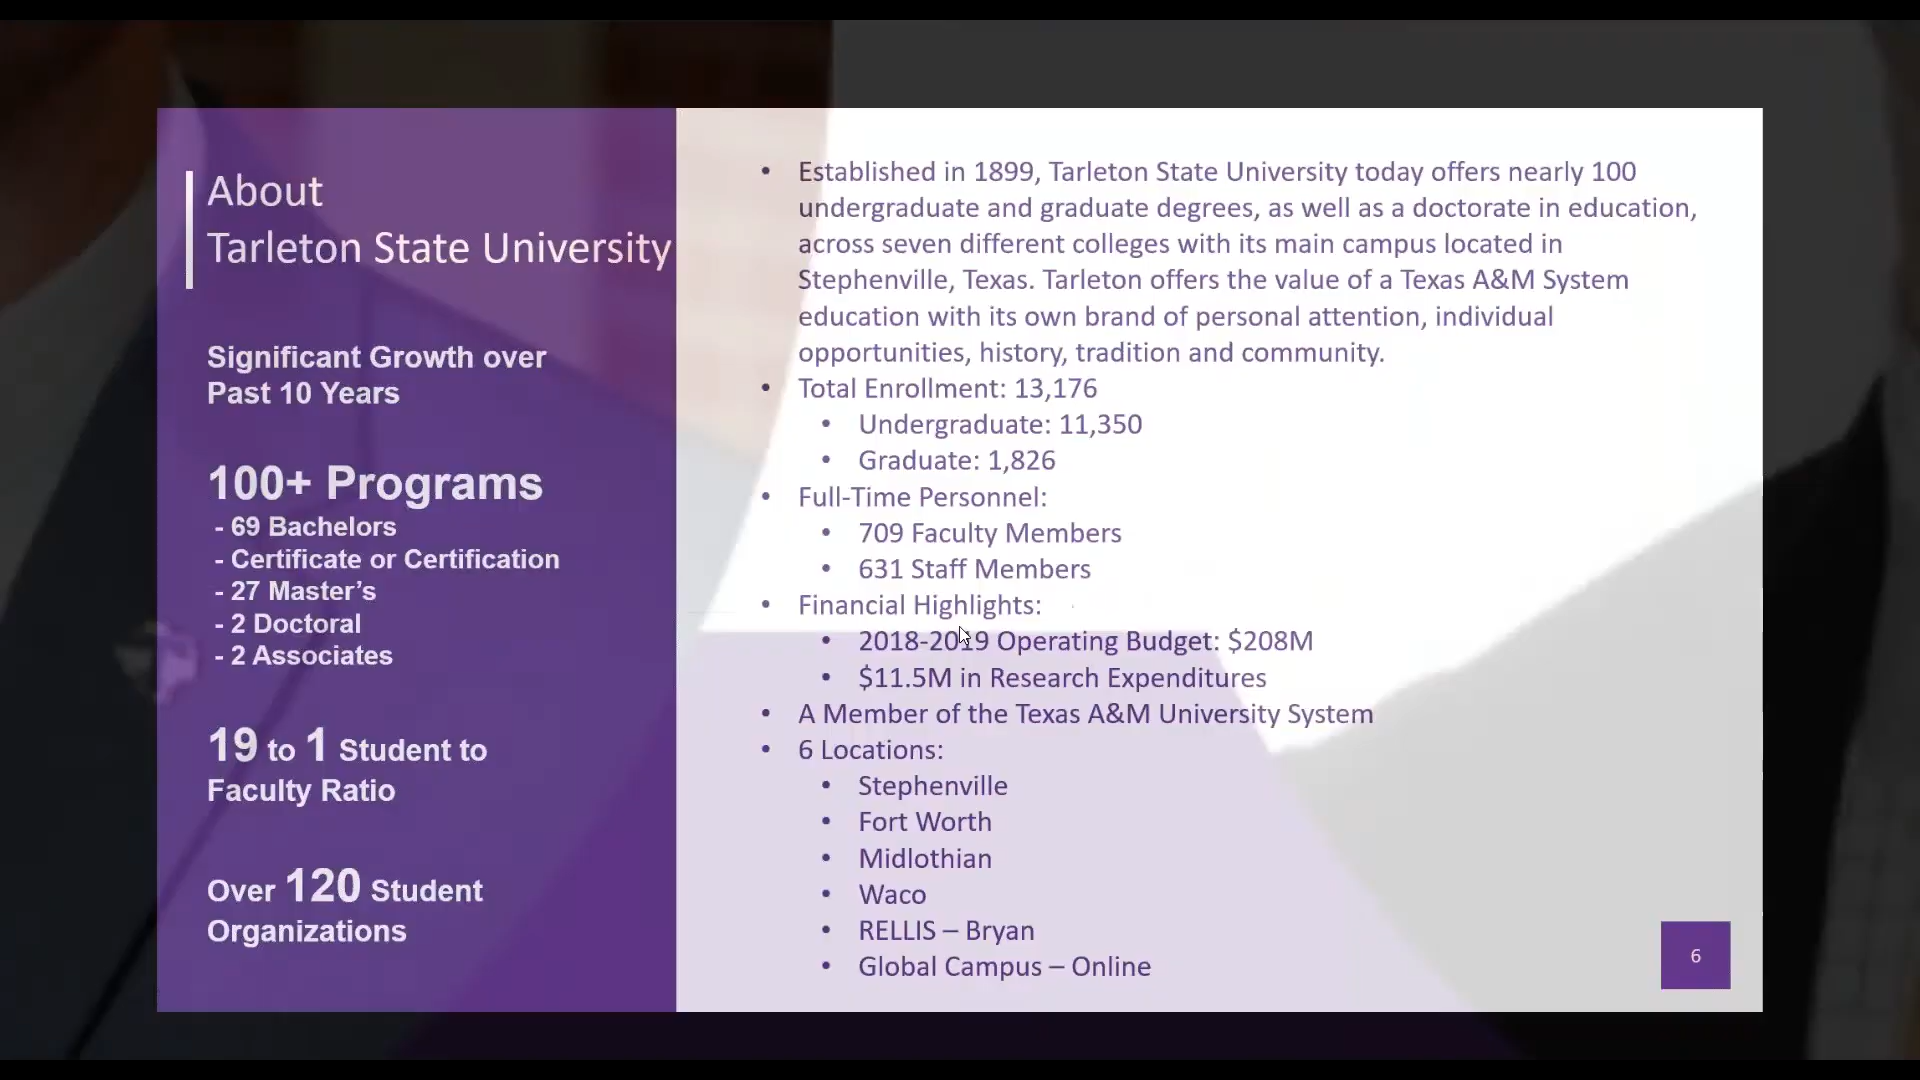 About
Tarleton State University
Significant Growth over
Past 10 Years
100+ Programs
- 69 Bachelors
- Certificate or Certification
- 27 Master’s
- 2 Doctoral
- 2 Associates
19 to 1 Student to
Faculty Ratio
Over 120 Student
Organizations
• Established in 1899, Tarleton State University today offers nearly 100
undergraduate and graduate degrees, as well as a doctorate in education,
across seven different colleges with its main campus located in
Stephenville, Texas. Tarleton offers the value of a Texas A&M System
education with its own brand of personal attention, individual
opportunities, history, tradition and community.
• Total Enrollment: 13,176
• Undergraduate: 11,350
• Graduate: 1,826
• Full-Time Personnel:
• 709 Faculty Members
• 631 Staff Members
• Financial Highlights:
• 2018-2019 Operating Budget: $208M
• $11.5M in Research Expenditures
• A Member of the Texas A&M University System
• 6 Locations:
• Stephenville
• Fort Worth
• Midlothian
• Waco
• RELLIS – Bryan
• Global Campus – Online
6